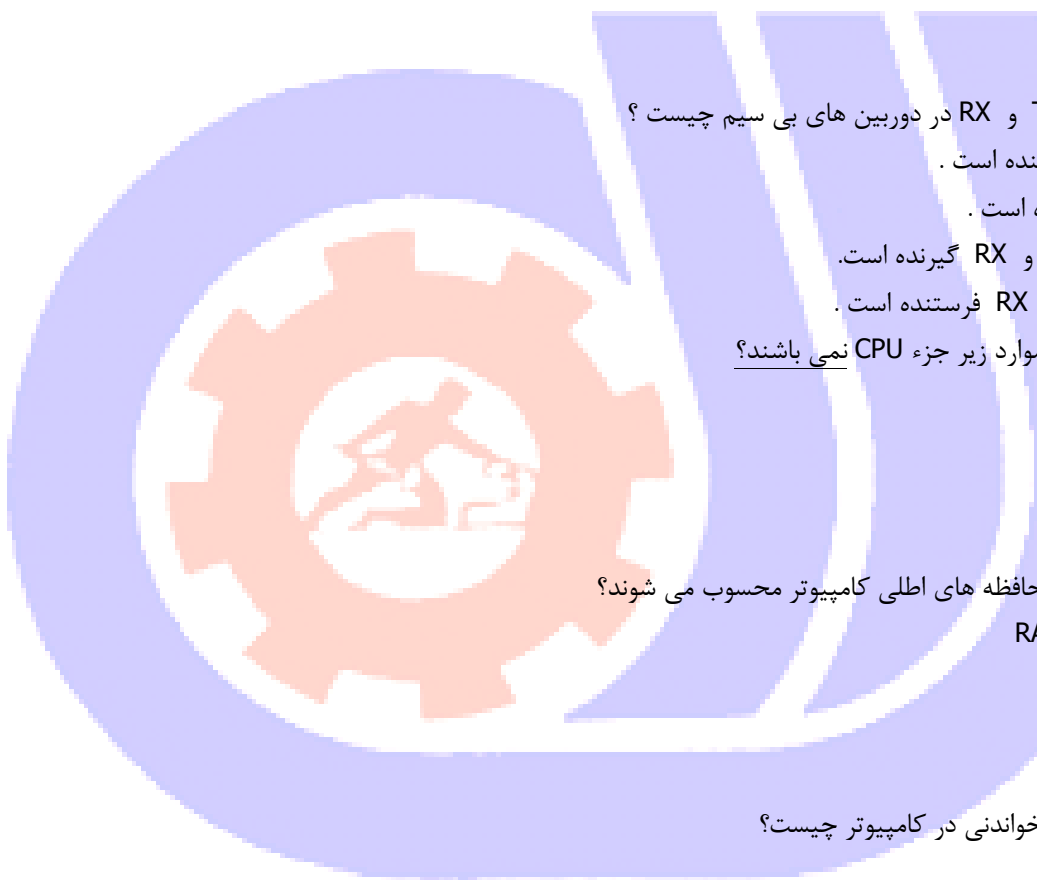 و RX در دوربین های بی سیم چیست ؟
است .
است .
و RX گیرنده است.
RX فرستنده است .
موارد زیر جزء CPU نمی باشند؟
حافظه های اطلی کامپیوتر محسوب می شوند؟
خواندنی در کامپیوتر چیست؟